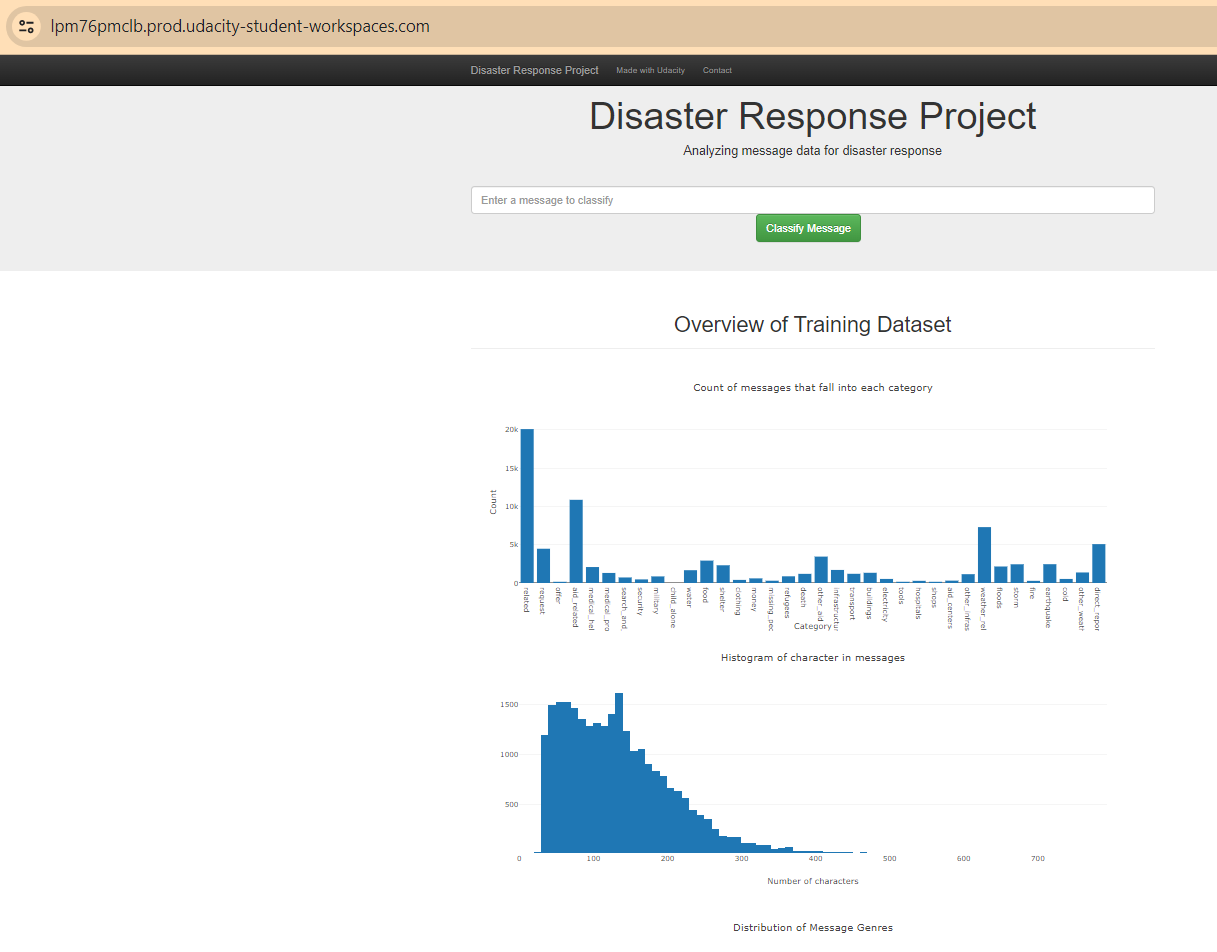 lpm76pmclb.prod.udacity-student-workspaces.com
Disaster Response Project Made with Udacity Contact
Disaster Response Project
Analyzing message data for disaster response
Enter a message to classify
Classify Message
Overview of Training Dataset
Count of messages that fall into each category
20k
15k
10k
5k
0
Count
related
request
offer
aid_related
medical_hel
medical_pro
search_and_
security
military
child_alone
water
food
shelter
clothing
money
missing_pec
refugees
death
other_aid
infrastructur
transport
buildings
electricity
tools
hospitals
shops
aid_centers
other_infras
weather_rel
floods
storm
fire
earthquake
cold
other_weath
direct_repor
Category
Histogram of character in messages
1500
1000
500
0 100 200 300 400 500 600 700
Number of characters
Distribution of Message Genres